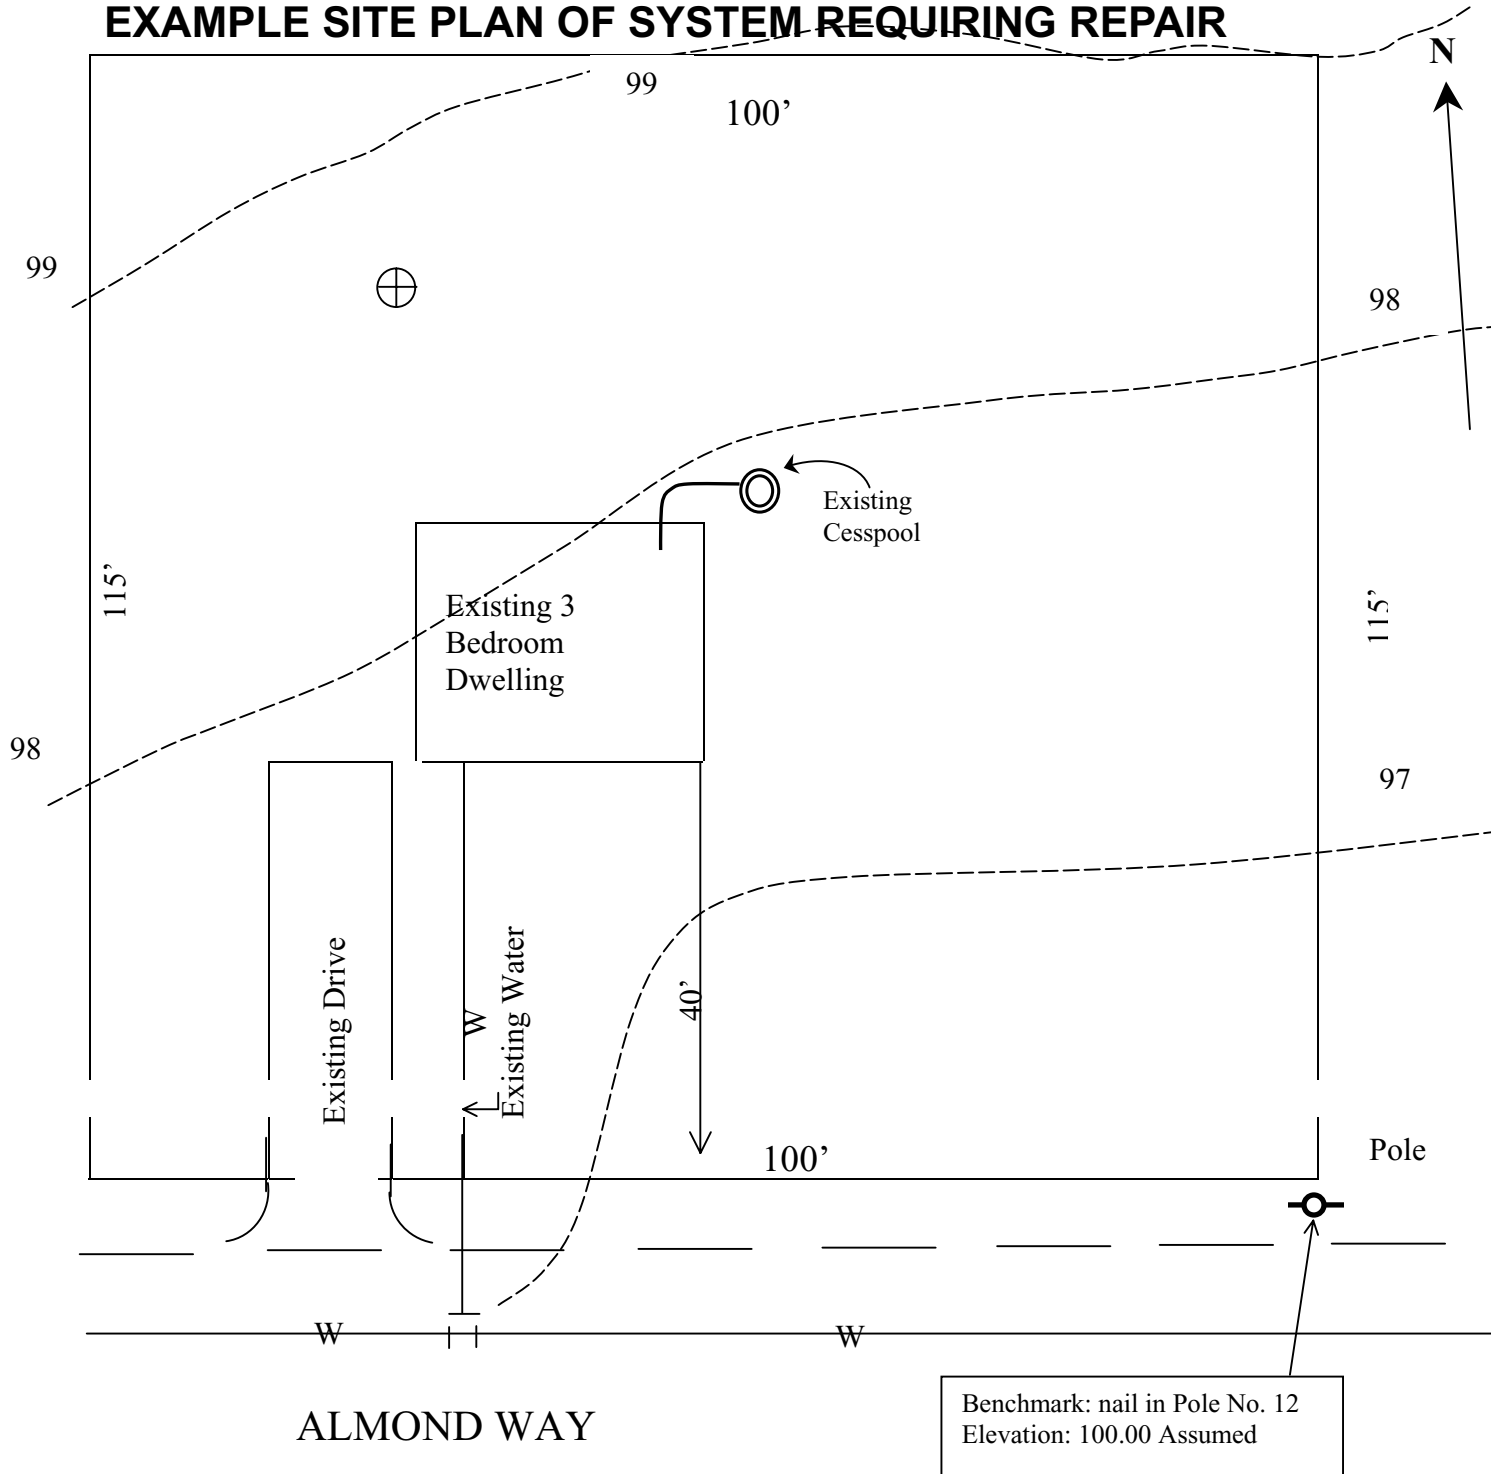 EXAMPLE SITE PLAN OF SYSTEM REQUIRING REPAIR
N
99
100’
99
98
Existing
Cesspool
115’
Existing 3
Bedroom
Dwelling
115’
98
97
Existing Drive
W
Existing Water
40’
100’
Pole
W
W
ALMOND WAY
Benchmark: nail in Pole No. 12
Elevation: 100.00 Assumed